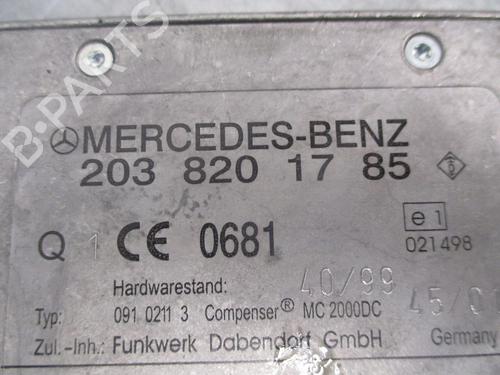 B-PARTS
MERCEDES-BENZ
203 820 17 85
Q 1 CE 0681 e1
021498
Hardwarestand: 40/99
Typ: 091 0211 3 Compenser® MC 2000DC
Zul.-Inh.: Funkwerk Dabendorf GmbH Germany